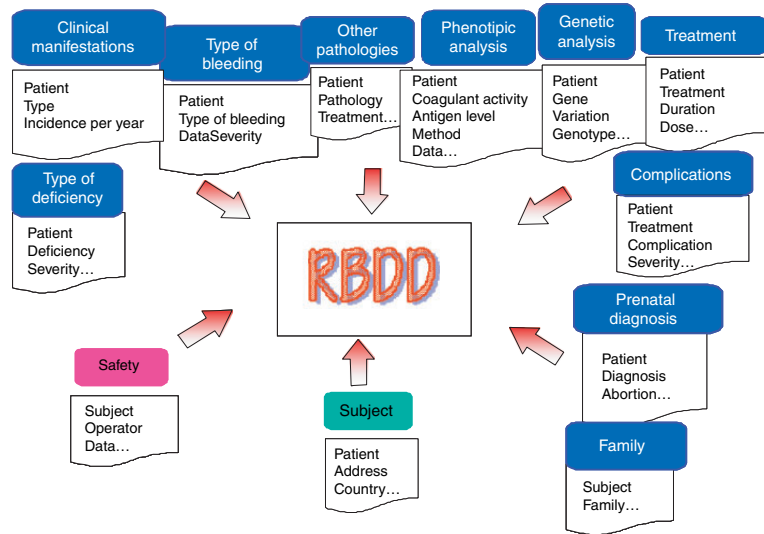 Clinical
manifestations
Patient
Type
Incidence per year
Type of
bleeding
Patient
Type of bleeding
DataSeverity
Other
pathologies
Patient
Pathology
Treatment...
Phenotipic
analysis
Patient
Coagulant activity
Antigen level
Method
Data...
Genetic
analysis
Patient
Gene
Variation
Genotype...
Treatment
Patient
Treatment
Duration
Dose...
Type of
deficiency
Patient
Deficiency
Severity...
RBDD
Complications
Patient
Treatment
Complication
Severity...
Prenatal
diagnosis
Patient
Diagnosis
Abortion...
Safety
Subject
Operator
Data...
Subject
Patient
Address
Country...
Family
Subject
Family...